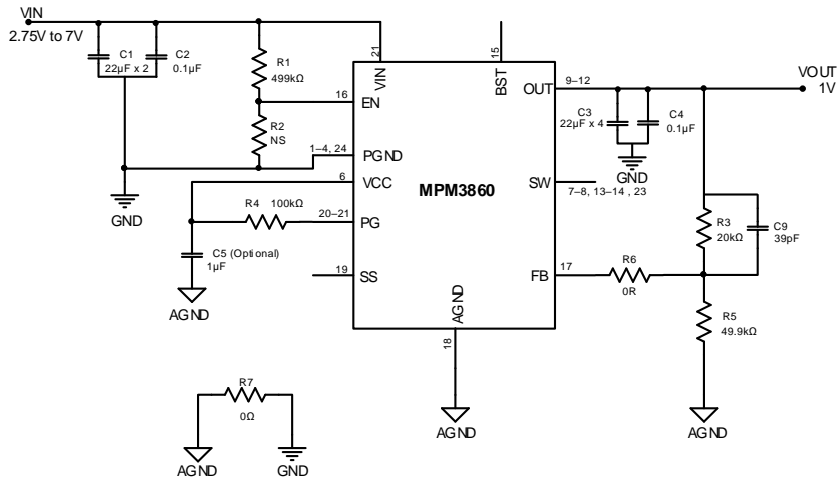 VIN
2.75V to 7V
C1
22µF x 2
C2
0.1µF
R1
499kΩ
R2
NS
GND
21
VIN
15
BST
16
EN
1–4, 24
PGND
6
VCC
R4 100kΩ
20–21
PG
C5 (Optional)
1µF
AGND
19
SS
MPM3860
OUT
9–12
C3
22µF x 4
C4
0.1µF
GND
VOUT
1V
SW
7–8, 13–14 , 23
R3
20kΩ
C9
39pF
FB
17
R6
0R
R5
49.9kΩ
AGND
AGND
18
AGND
R7
0Ω
AGND
GND